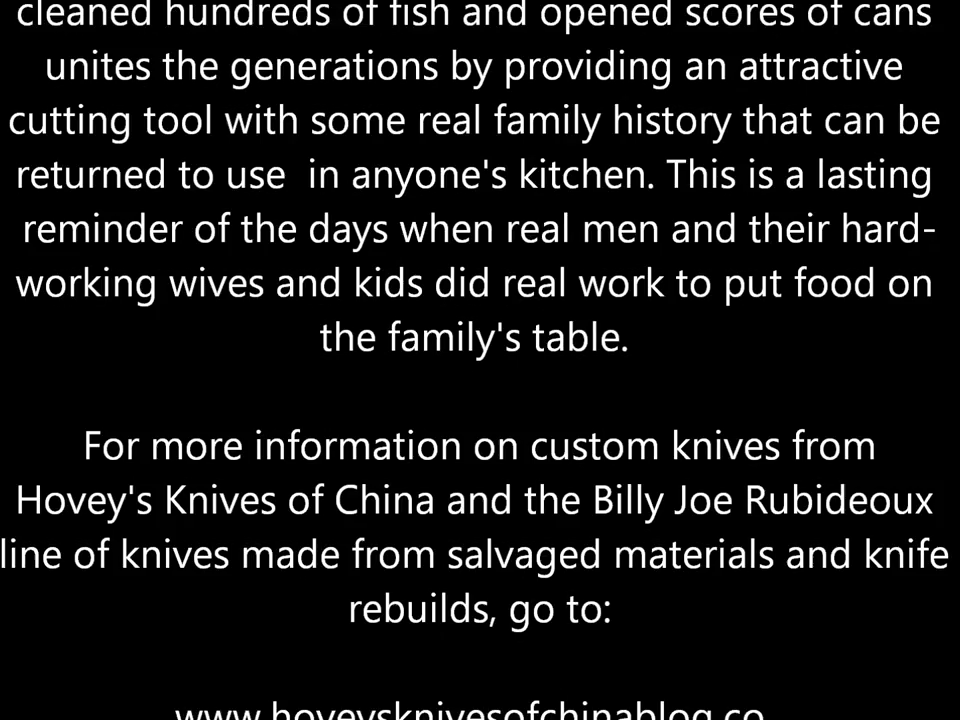 cleaned hundreds of fish and opened scores of cans
unites the generations by providing an attractive
cutting tool with some real family history that can be
returned to use  in anyone's kitchen. This is a lasting
reminder of the days when real men and their hard-
working wives and kids did real work to put food on
the family's table.
For more information on custom knives from
Hovey's Knives of China and the Billy Joe Rubideoux
line of knives made from salvaged materials and knife
rebuilds, go to:
www.hoveysknivesofchinablog.co